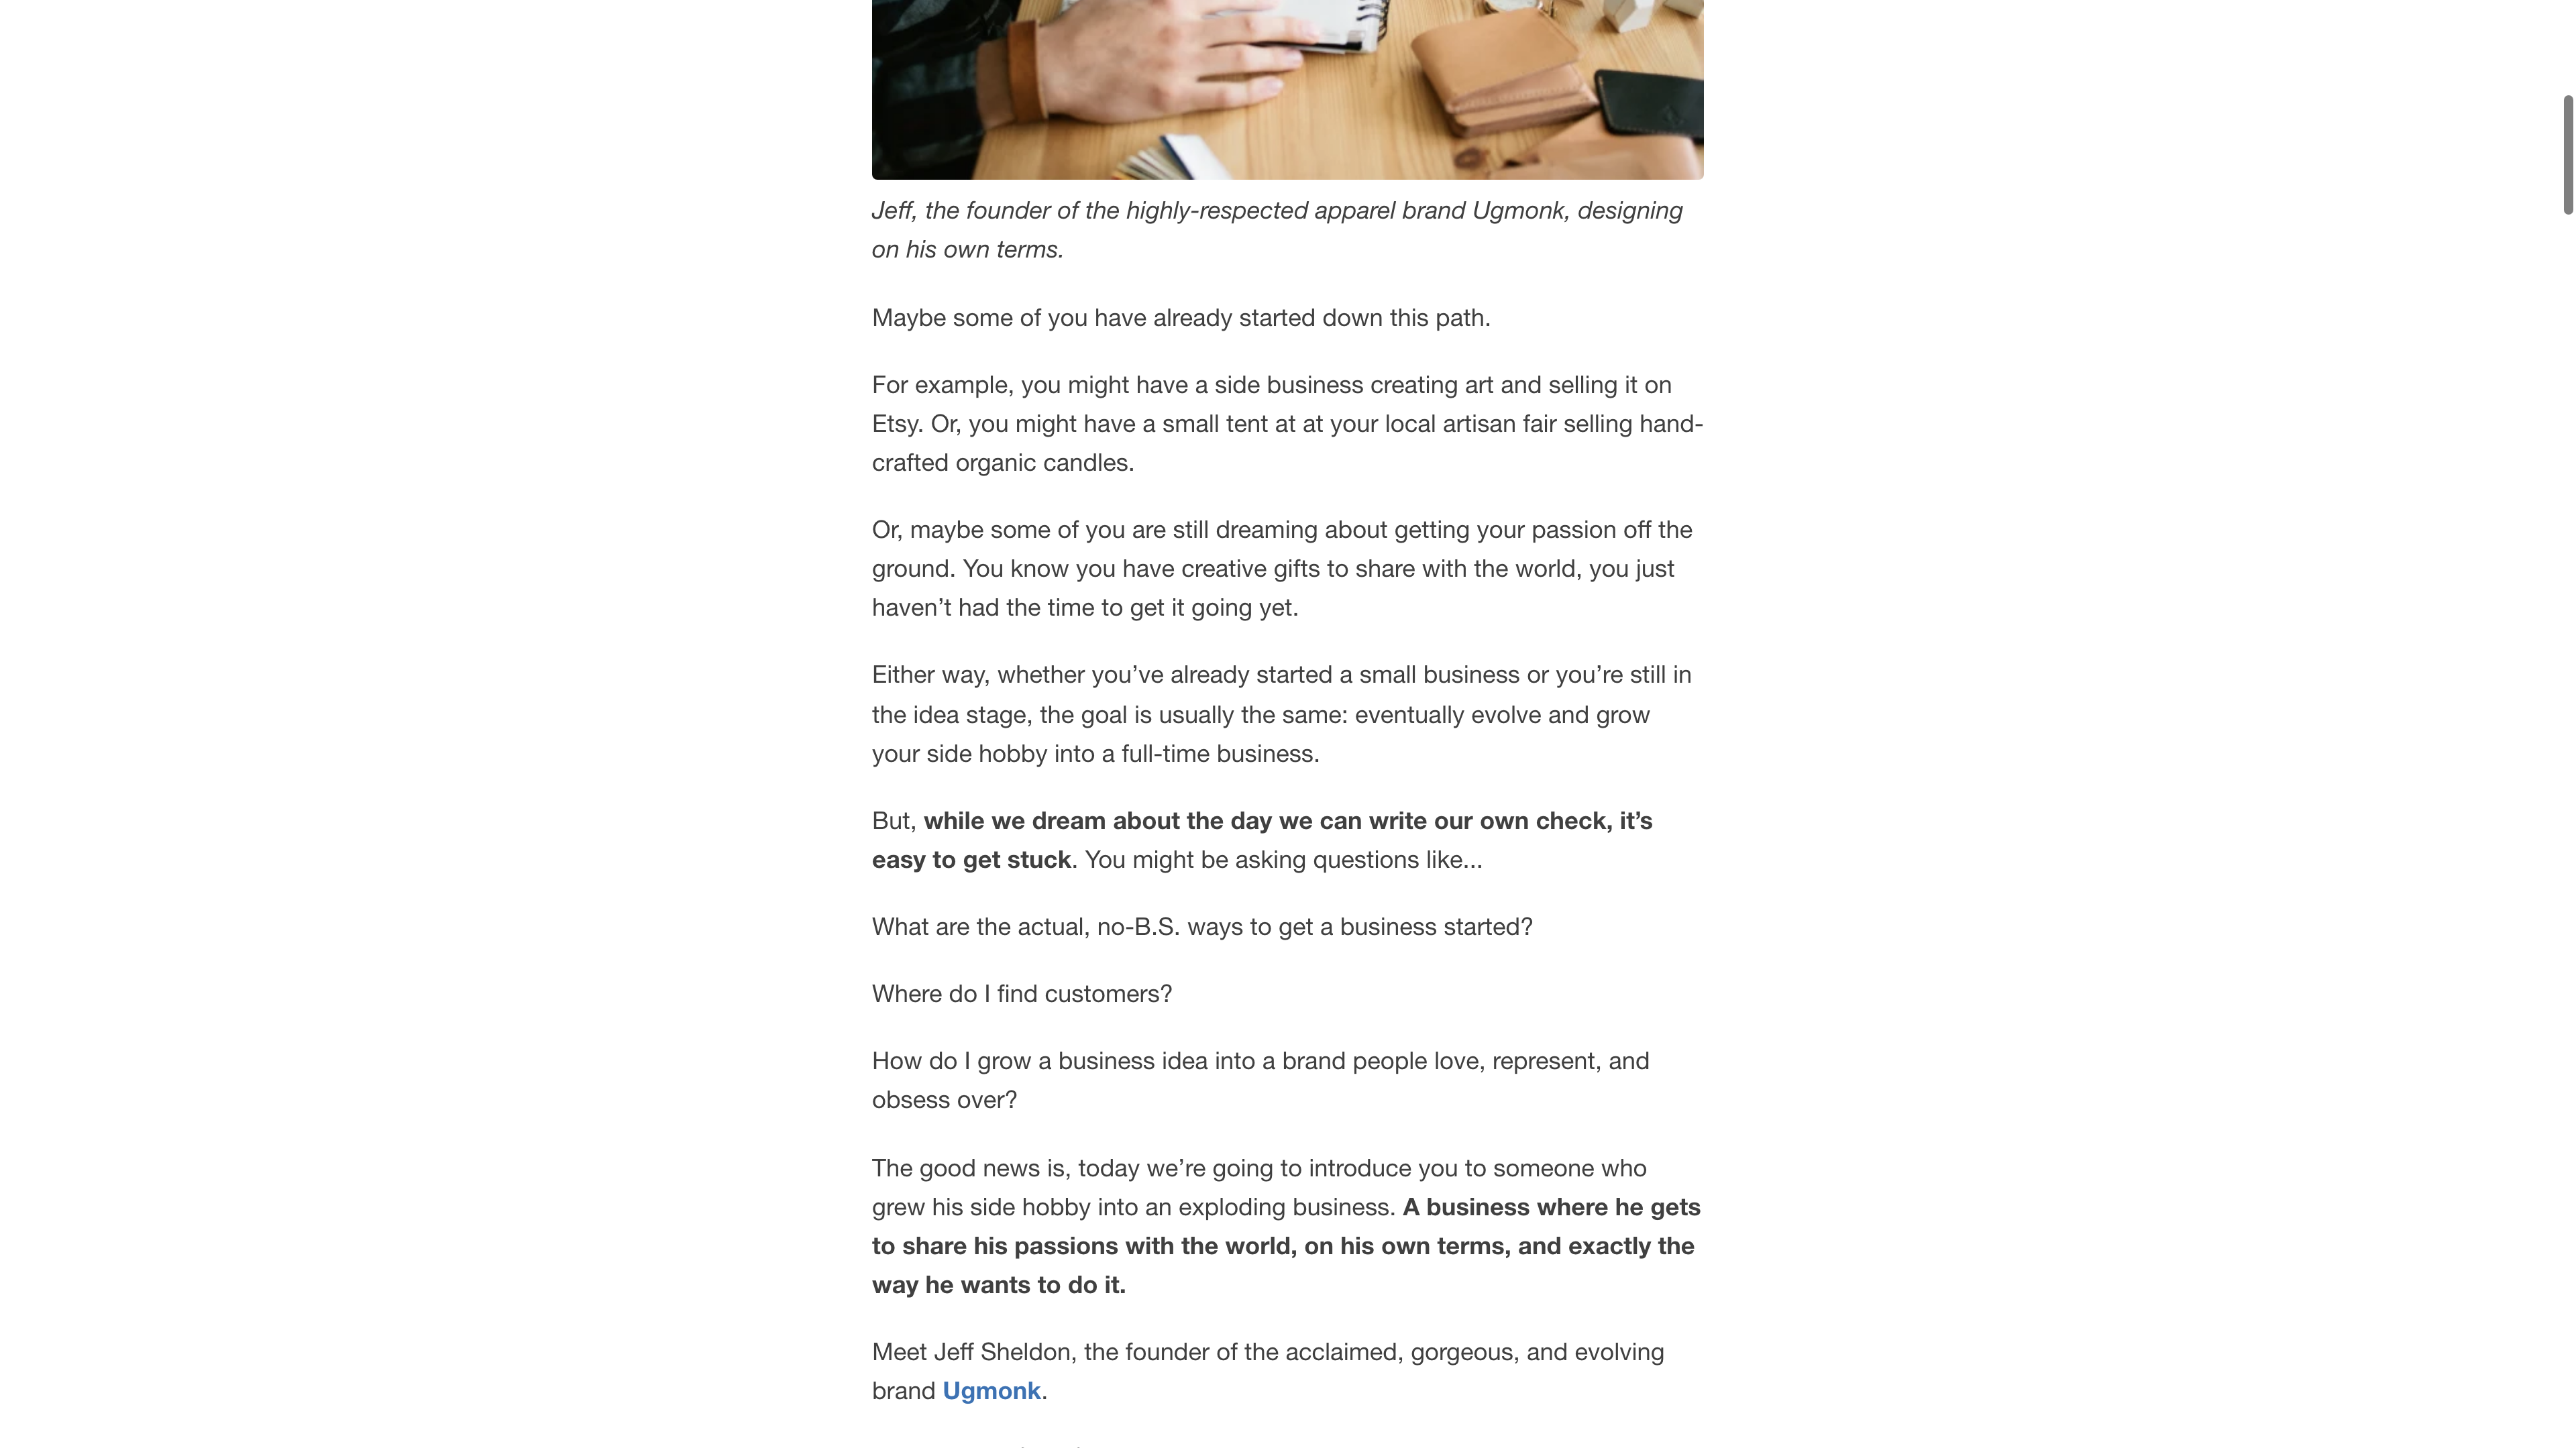 Jeff, the founder of the highly-respected apparel brand Ugmonk, designing
on his own terms.
Maybe some of you have already started down this path.
For example, you might have a side business creating art and selling it on
Etsy. Or, you might have a small tent at at your local artisan fair selling hand-
crafted organic candles.
Or, maybe some of you are still dreaming about getting your passion off the
ground. You know you have creative gifts to share with the world, you just
haven’t had the time to get it going yet.
Either way, whether you’ve already started a small business or you’re still in
the idea stage, the goal is usually the same: eventually evolve and grow
your side hobby into a full-time business.
But, while we dream about the day we can write our own check, it’s
easy to get stuck. You might be asking questions like...
What are the actual, no-B.S. ways to get a business started?
Where do I find customers?
How do I grow a business idea into a brand people love, represent, and
obsess over?
The good news is, today we’re going to introduce you to someone who
grew his side hobby into an exploding business. A business where he gets
to share his passions with the world, on his own terms, and exactly the
way he wants to do it.
Meet Jeff Sheldon, the founder of the acclaimed, gorgeous, and evolving
brand Ugmonk.